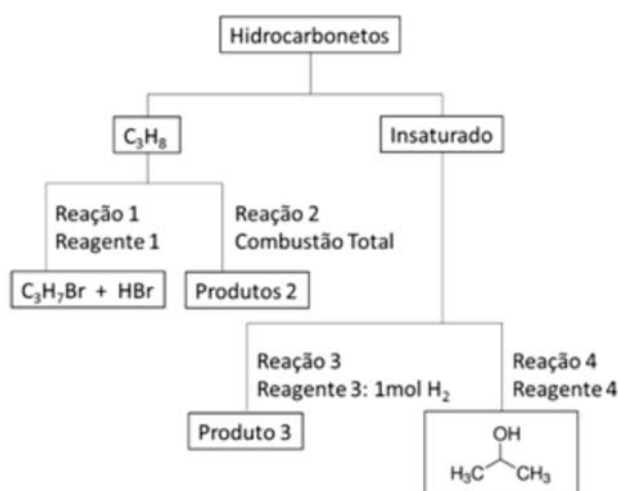 Hidrocarbonetos
C₃H₈
Insaturado
Reação 1
Reagente 1
Reação 2
Combustão Total
C₃H₇Br + HBr
Produtos 2
Reação 3
Reagente 3: 1mol H₂
Reação 4
Reagente 4
Produto 3
OH
H₃C CH₃